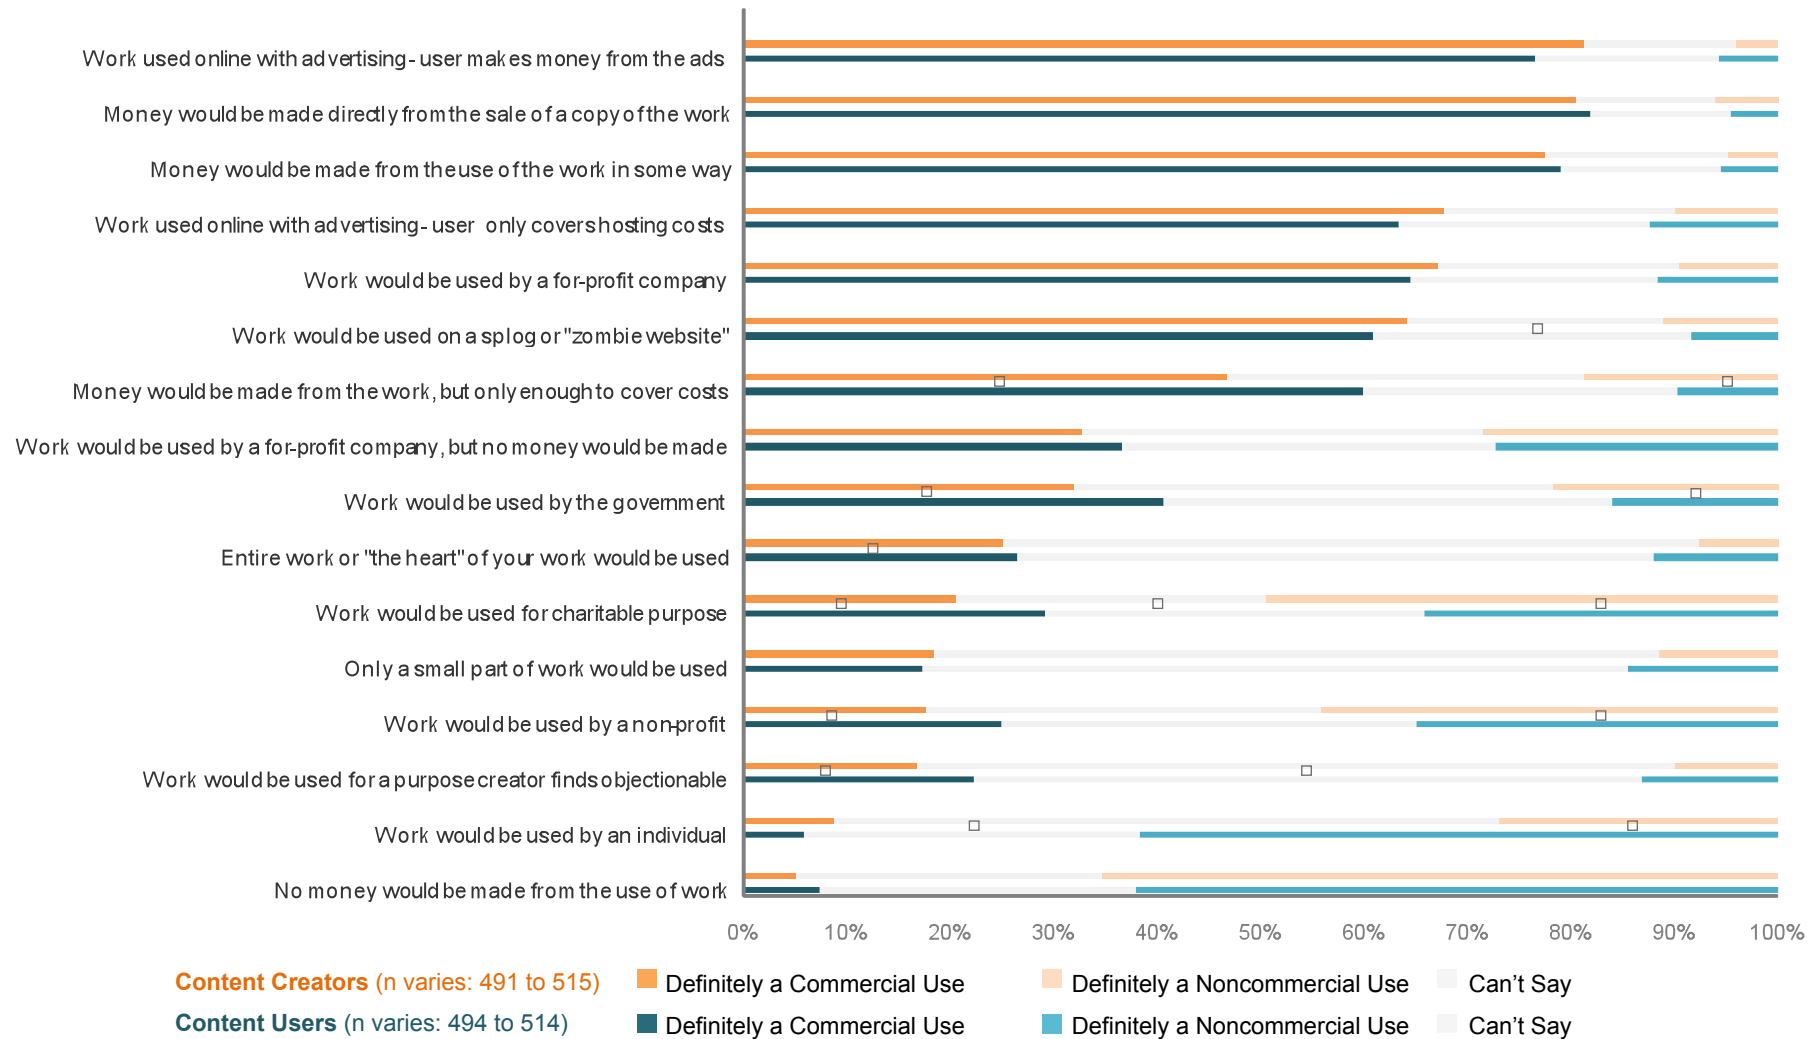 Work used online with advertising - user makes money from the ads
Money would be made directly from the sale of a copy of the work
Money would be made from the use of the work in some way
Work used online with advertising - user only covers hosting costs
Work would be used by a for-profit company
Work would be used on a splog or "zombie website"
Money would be made from the work, but only enough to cover costs
Work would be used by a for-profit company, but no money would be made
Work would be used by the government
Entire work or "the heart" of your work would be used
Work would be used for charitable purpose
Only a small part of work would be used
Work would be used by a non-profit
Work would be used for a purpose creator finds objectionable
Work would be used by an individual
No money would be made from the use of work
0% 10% 20% 30% 40% 50% 60% 70% 80% 90% 100%
Content Creators (n varies: 491 to 515) Definitely a Commercial Use Definitely a Noncommercial Use Can't Say
Content Users (n varies: 494 to 514) Definitely a Commercial Use Definitely a Noncommercial Use Can't Say